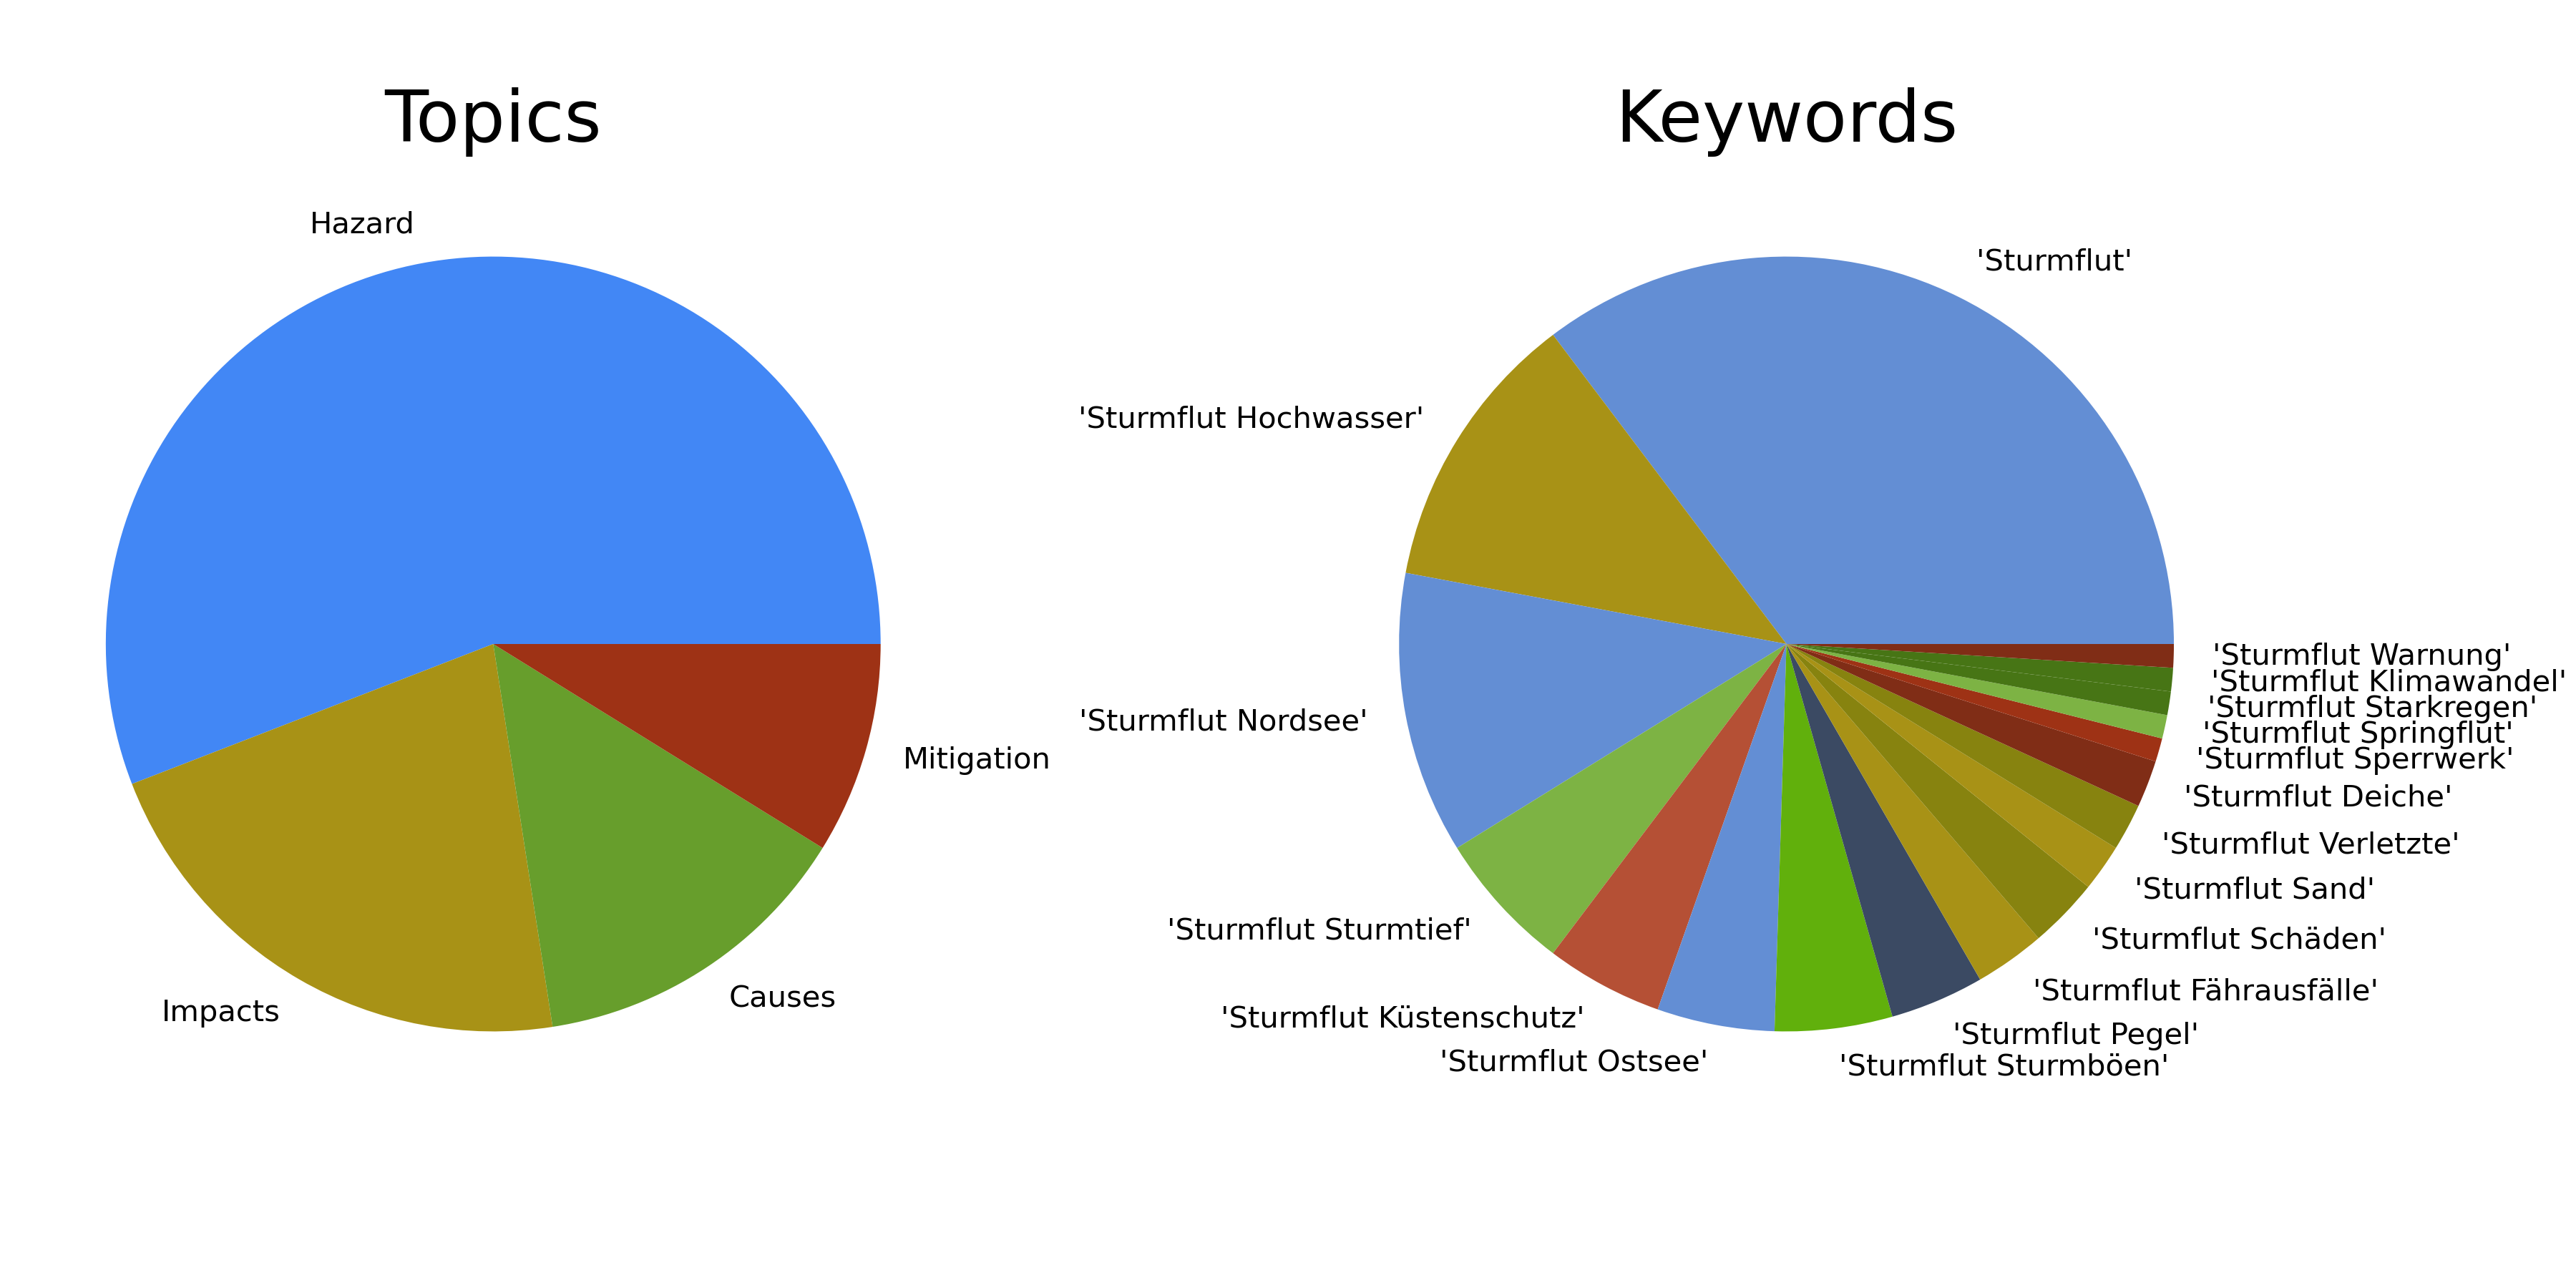 Topics
Hazard
Impacts
Causes
Mitigation
Keywords
'Sturmflut'
'Sturmflut Hochwasser'
'Sturmflut Nordsee'
'Sturmflut Sturmtief'
'Sturmflut Küstenschutz'
'Sturmflut Ostsee'
'Sturmflut Sturmböen'
'Sturmflut Pegel'
'Sturmflut Fährausfälle'
'Sturmflut Schäden'
'Sturmflut Sand'
'Sturmflut Verletzte'
'Sturmflut Deiche'
'Sturmflut Sperrwerk'
'Sturmflut Springflut'
'Sturmflut Starkregen'
'Sturmflut Klimawandel'
'Sturmflut Warnung'